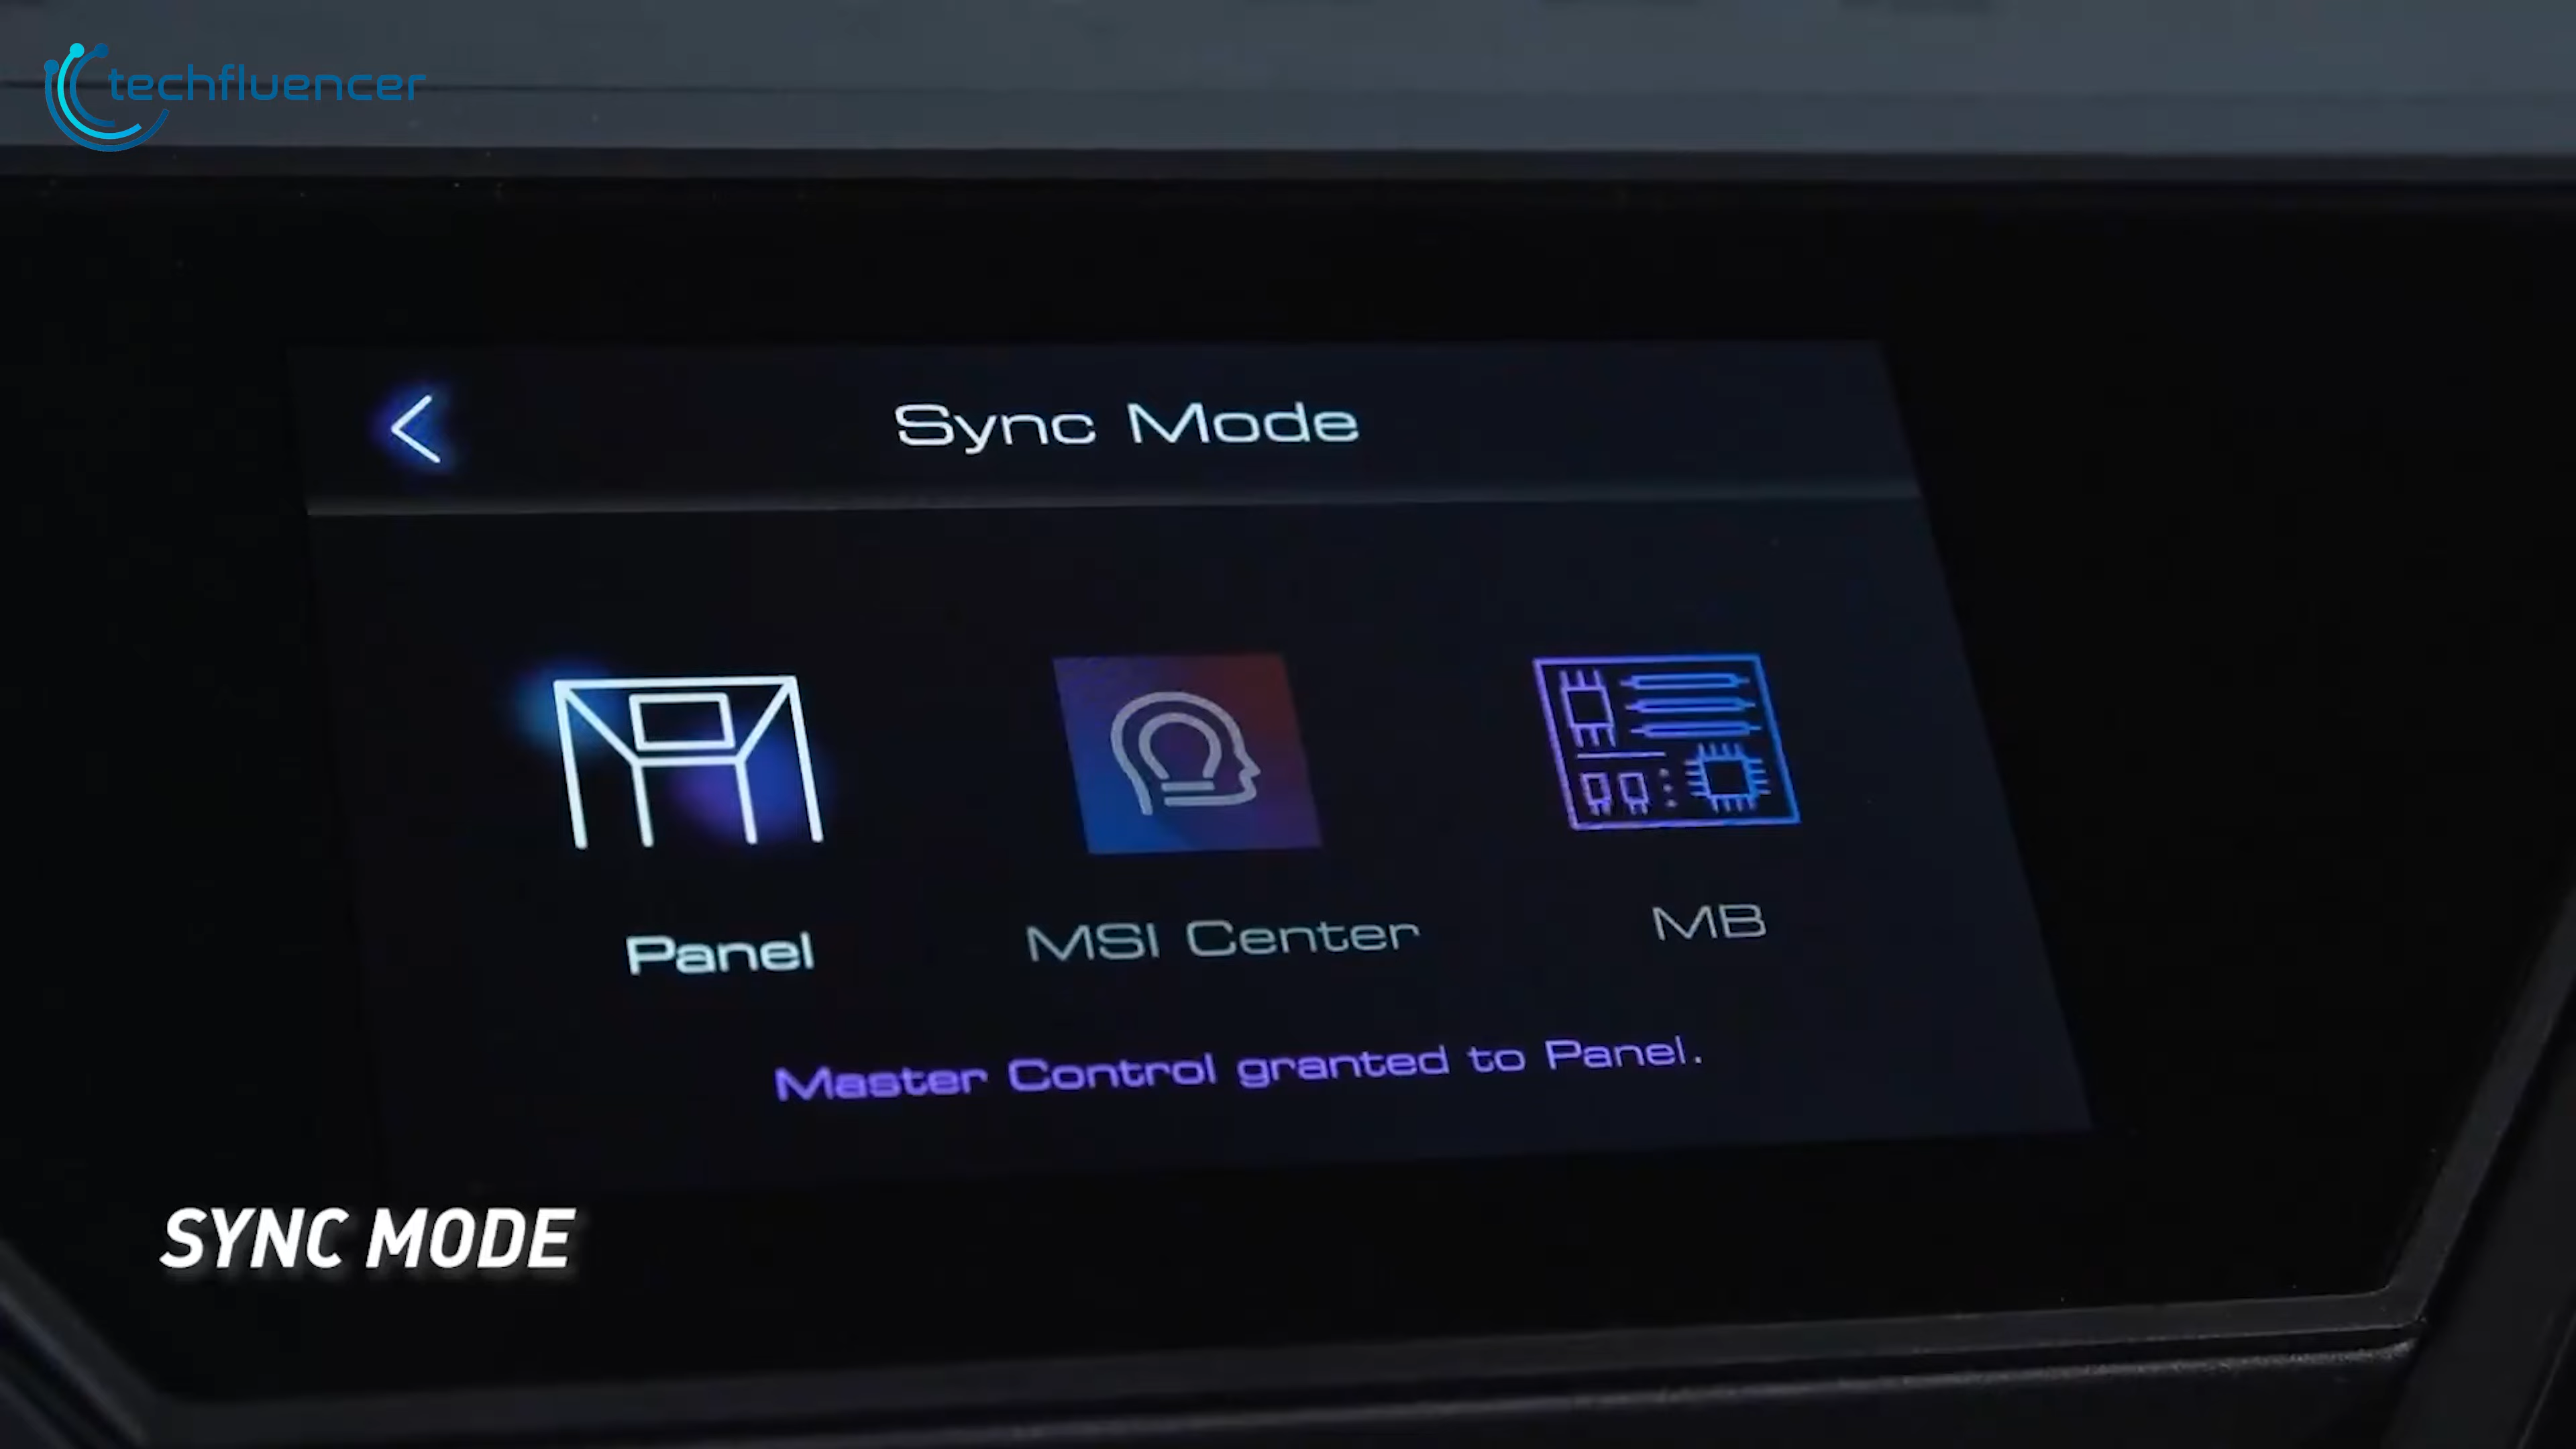 techfluencer
Sync Mode
Panel
MSI Center
MB
Master Control granted to Panel.
SYNC MODE